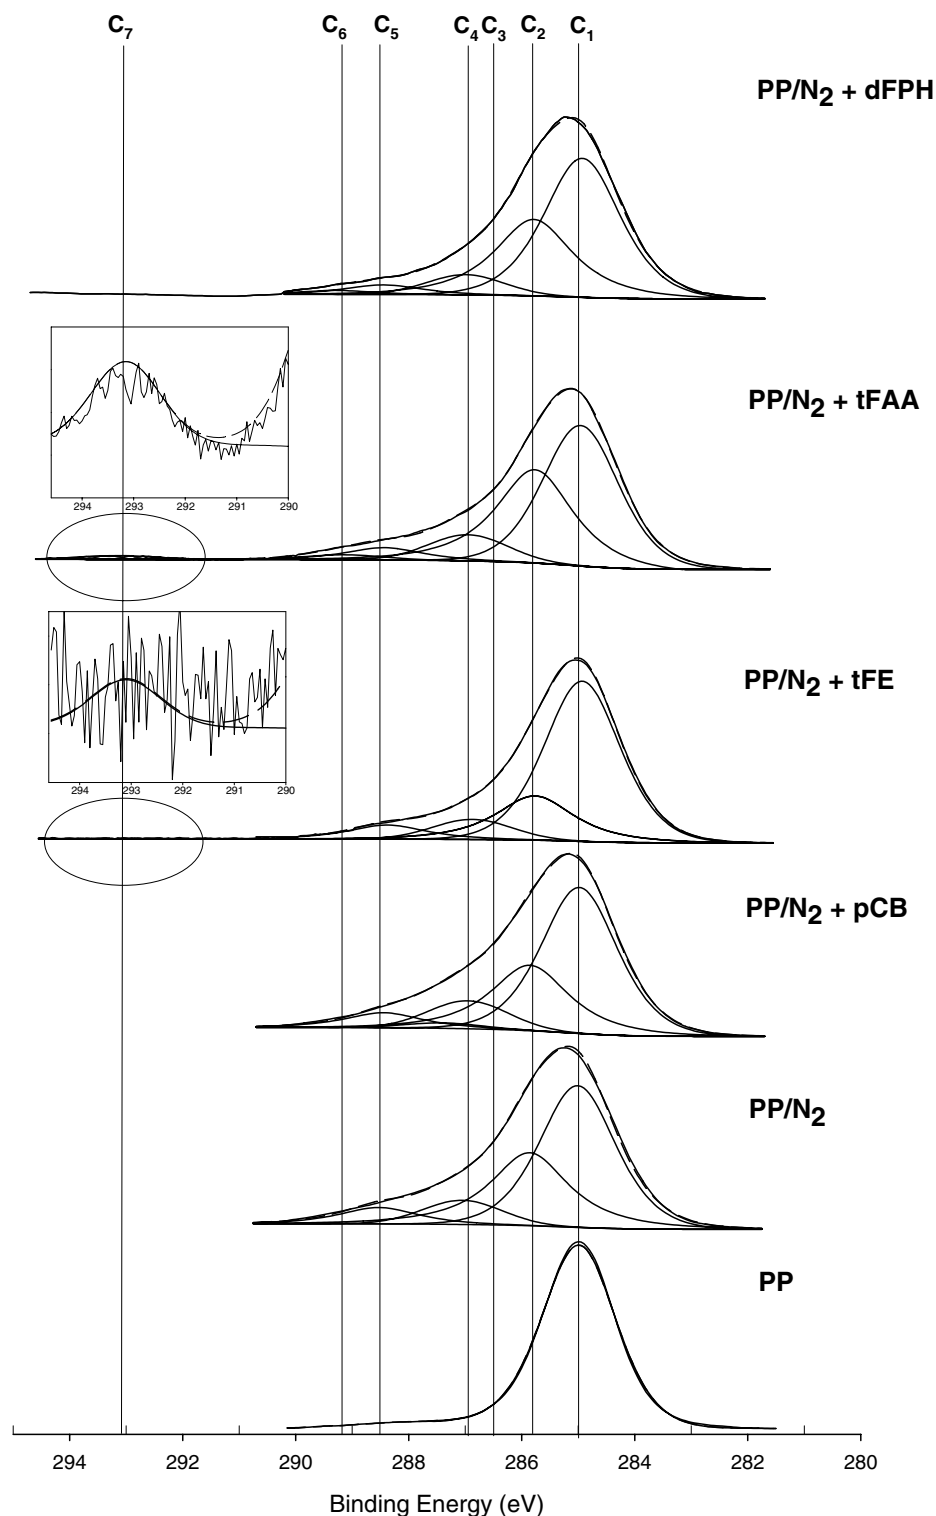 C7 C6 C5 C4 C3 C2 C1
PP/N2 + dFPH
PP/N2 + tFAA
294 293 292 291 290
PP/N2 + tFE
294 293 292 291 290
PP/N2 + pCB
PP/N2
PP
294 292 290 288 286 284 282 280
Binding Energy (eV)